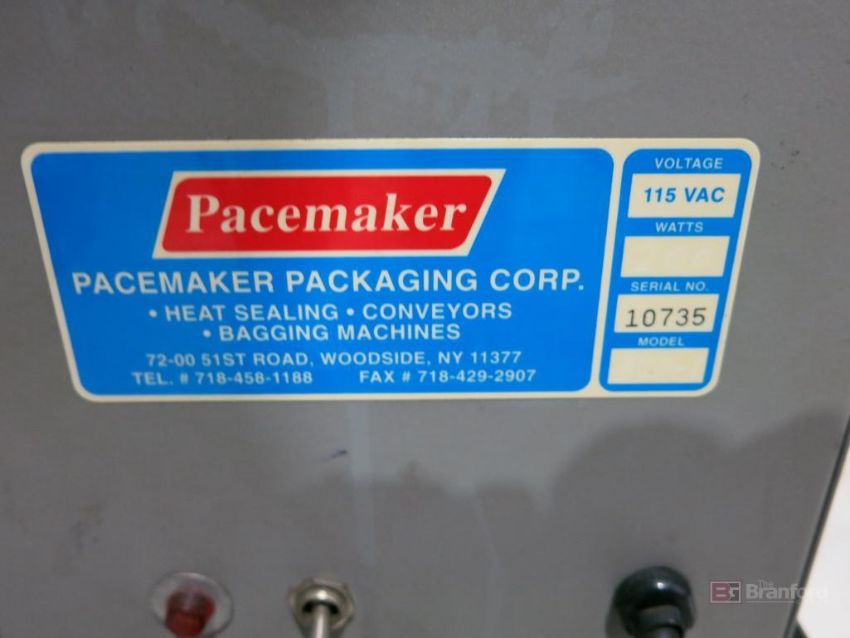 Pacemaker
PACEMAKER PACKAGING CORP.
• HEAT SEALING • CONVEYORS
• BAGGING MACHINES
72-00 51ST ROAD, WOODSIDE, NY 11377
TEL. # 718-458-1188 FAX # 718-429-2907
VOLTAGE
115 VAC
WATTS
SERIAL NO.
10735
MODEL
The
Branford